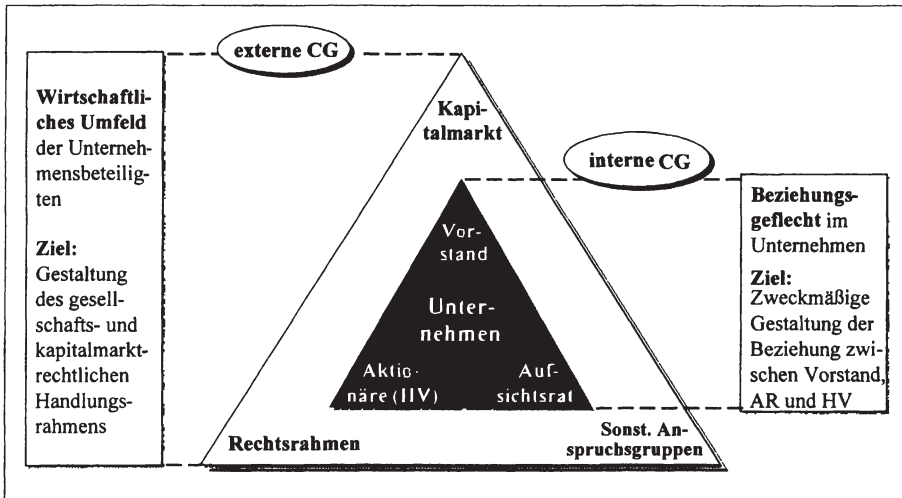 externe CG
Wirtschaftli-
ches Umfeld
der Unterneh-
mensbeteilig-
ten
Ziel:
Gestaltung
des gesell-
schafts- und
kapitalmarkt-
rechtlichen
Handlungs-
rahmens
Kapi-
talmarkt
interne CG
Vor-
stand
Unter-
nehmen
Aktio-
näre (HV)
Auf-
sichtsrat
Rechtsrahmen
Sonst. An-
spruchsgruppen
Beziehungs-
geflecht im
Unternehmen
Ziel:
Zweckmäßige
Gestaltung der
Beziehung zwi-
schen Vorstand,
AR und HV